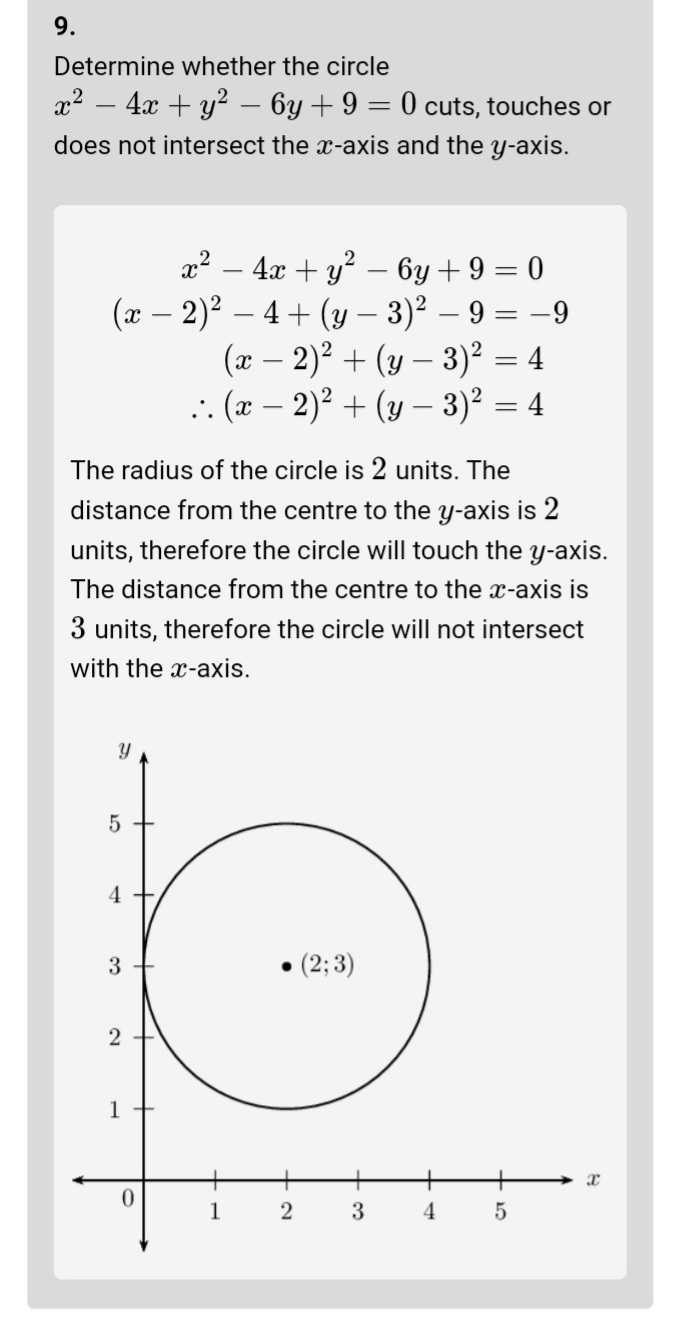 9.
Determine whether the circle
x² − 4x + y² − 6y + 9 = 0 cuts, touches or
does not intersect the x-axis and the y-axis.
x² − 4x + y² − 6y + 9 = 0
(x − 2)² − 4 + (y − 3)² − 9 = −9
(x − 2)² + (y − 3)² = 4
∴ (x − 2)² + (y − 3)² = 4
The radius of the circle is 2 units. The
distance from the centre to the y-axis is 2
units, therefore the circle will touch the y-axis.
The distance from the centre to the x-axis is
3 units, therefore the circle will not intersect
with the x-axis.
y
5
4
3 (2; 3)
2
1
x
0
1 2 3 4 5